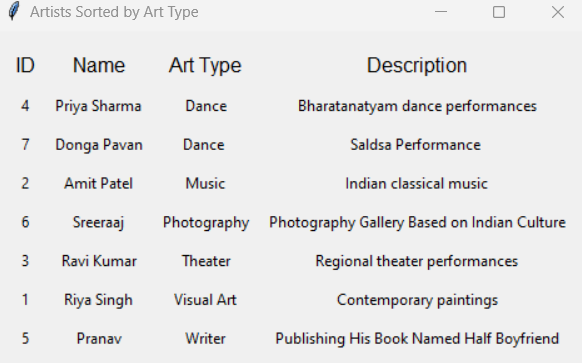 Artists Sorted by Art Type
ID Name Art Type Description
4 Priya Sharma Dance Bharatanatyam dance performances
7 Donga Pavan Dance Saldsa Performance
2 Amit Patel Music Indian classical music
6 Sreeraaj Photography Photography Gallery Based on Indian Culture
3 Ravi Kumar Theater Regional theater performances
1 Riya Singh Visual Art Contemporary paintings
5 Pranav Writer Publishing His Book Named Half Boyfriend